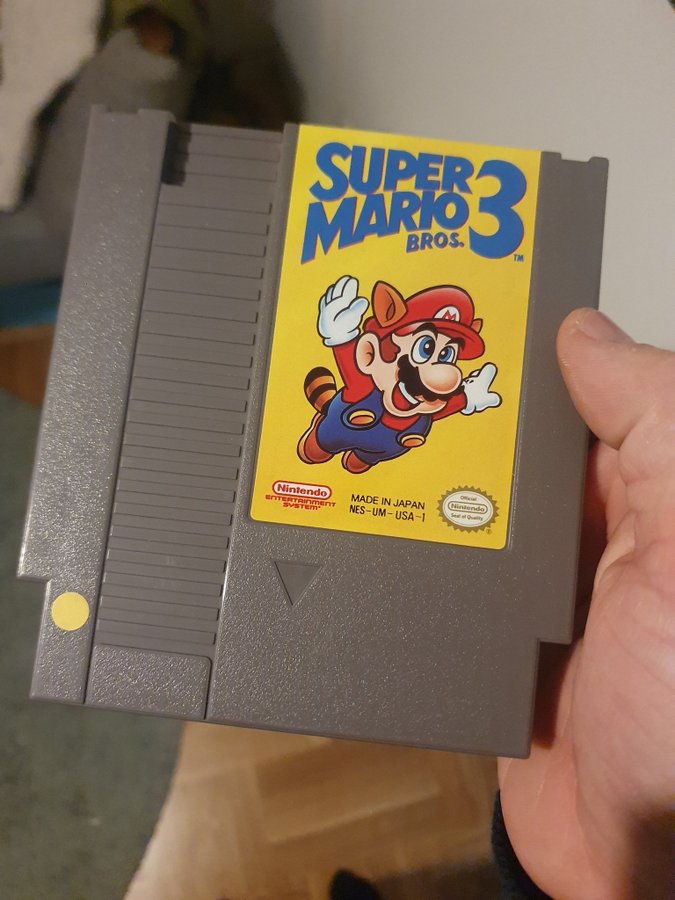 SUPER
MARIO 3
BROS. TM
M
Nintendo
ENTERTAINMENT
SYSTEM®
MADE IN JAPAN
NES-UM-USA-1
Official
Nintendo
Seal of Quality
®